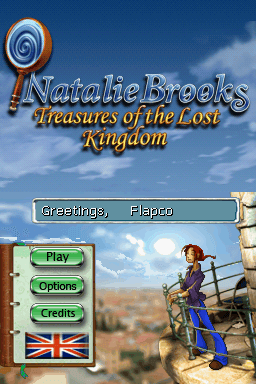 Natalie Brooks
Treasures of the Lost
Kingdom
Greetings, Flapco
Play
Options
Credits